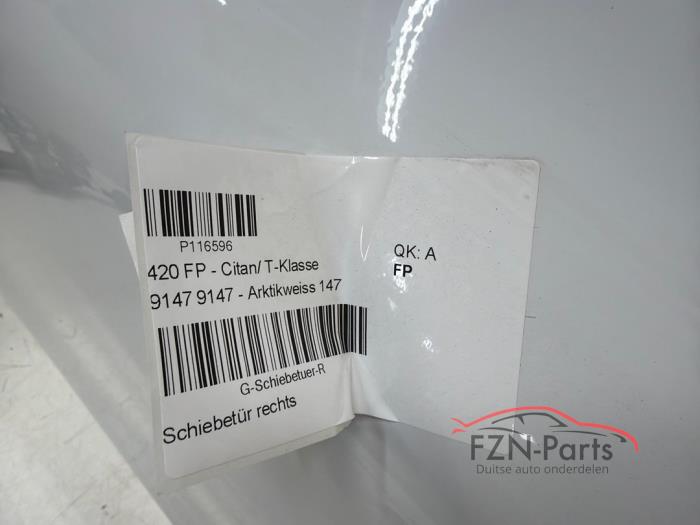 P116596
420 FP - Citan/ T-Klasse
9147 9147 - Arktikweiss 147
G-Schiebetuer-R
Schiebetür rechts
QK: A
FP
FZN-Parts
Duitse auto onderdelen